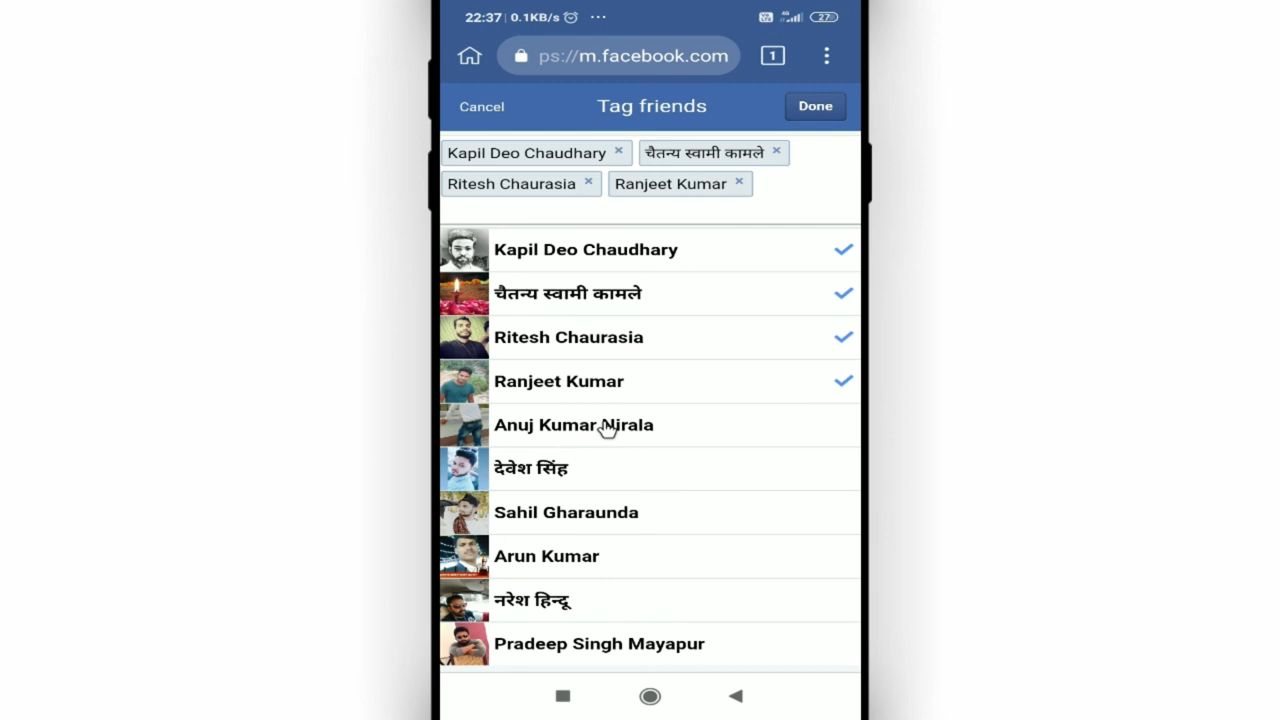 22:37 0.1KB/s ...
4G 27
ps://m.facebook.com 1
Cancel Tag friends Done
Kapil Deo Chaudhary × चैतन्य स्वामी कामले ×
Ritesh Chaurasia × Ranjeet Kumar ×
Kapil Deo Chaudhary
चैतन्य स्वामी कामले
Ritesh Chaurasia
Ranjeet Kumar
Anuj Kumar Nirala
देवेश सिंह
Sahil Gharaunda
Arun Kumar
नरेश हिन्दू
Pradeep Singh Mayapur